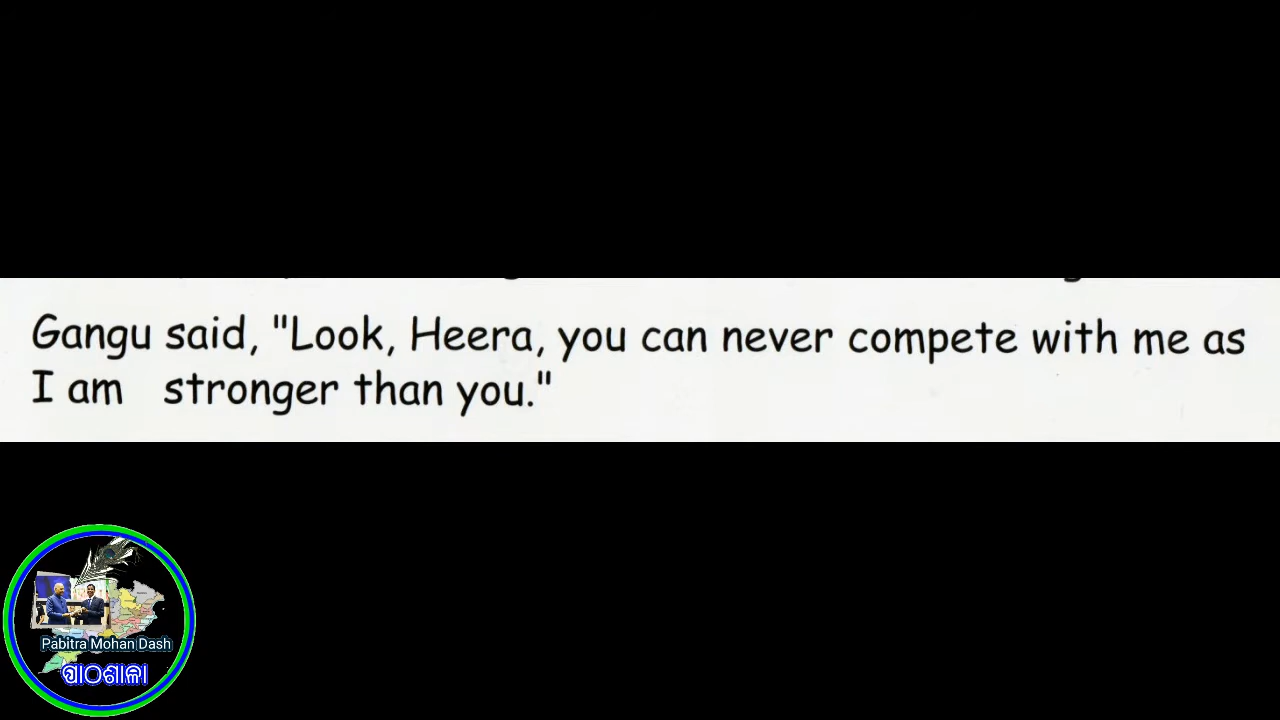 Gangu said, "Look, Heera, you can never compete with me as
I am   stronger than you."
Pabitra Mohan Dash
ପାଠଶାଳା